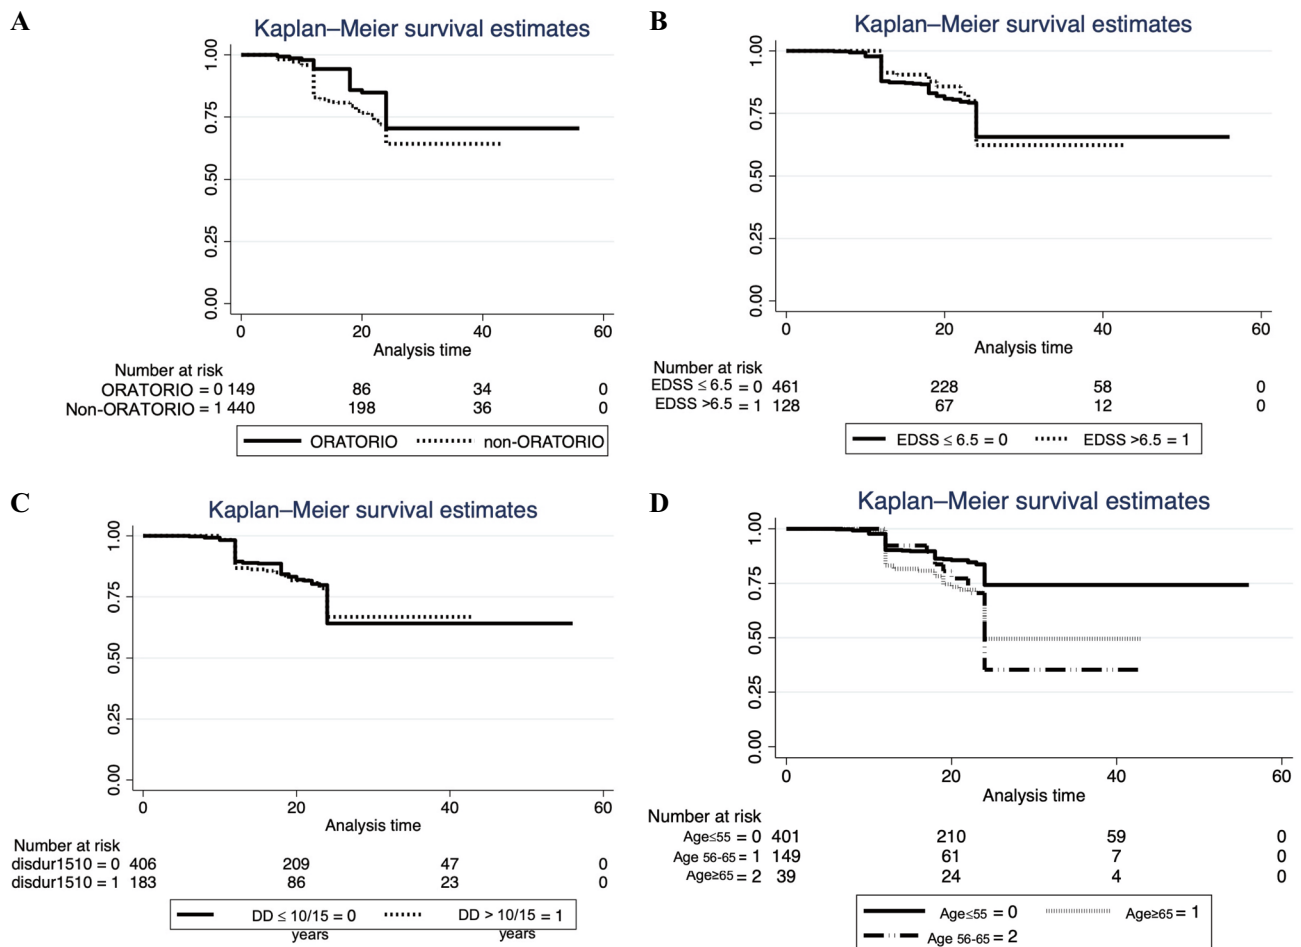 A
Kaplan–Meier survival estimates
1.00
0.75
0.50
0.25
0.00
0 20 40 60
Analysis time
Number at risk
ORATORIO = 0 149 86 34 0
Non-ORATORIO = 1 440 198 36 0
ORATORIO non-ORATORIO
B
Kaplan–Meier survival estimates
1.00
0.75
0.50
0.25
0.00
0 20 40 60
Analysis time
Number at risk
EDSS ≤ 6.5 = 0 461 228 58 0
EDSS >6.5 = 1 128 67 12 0
EDSS ≤ 6.5 = 0 EDSS >6.5 = 1
C
Kaplan–Meier survival estimates
1.00
0.75
0.50
0.25
0.00
0 20 40 60
Analysis time
Number at risk
disdur1510 = 0 406 209 47 0
disdur1510 = 1 183 86 23 0
DD ≤ 10/15 = 0 DD > 10/15 = 1
years years
D
Kaplan–Meier survival estimates
1.00
0.75
0.50
0.25
0.00
0 20 40 60
Analysis time
Number at risk
Age≤55 = 0 401 210 59 0
Age 56-65 = 1 149 61 7 0
Age≥65 = 2 39 24 4 0
Age≤55 = 0 Age≥65 = 1
Age 56-65 = 2